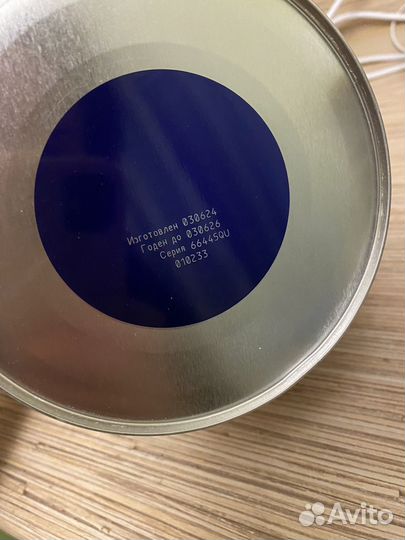 Изготовлен 030624
Годен до 030626
Серия 66445QU
010233
Avito